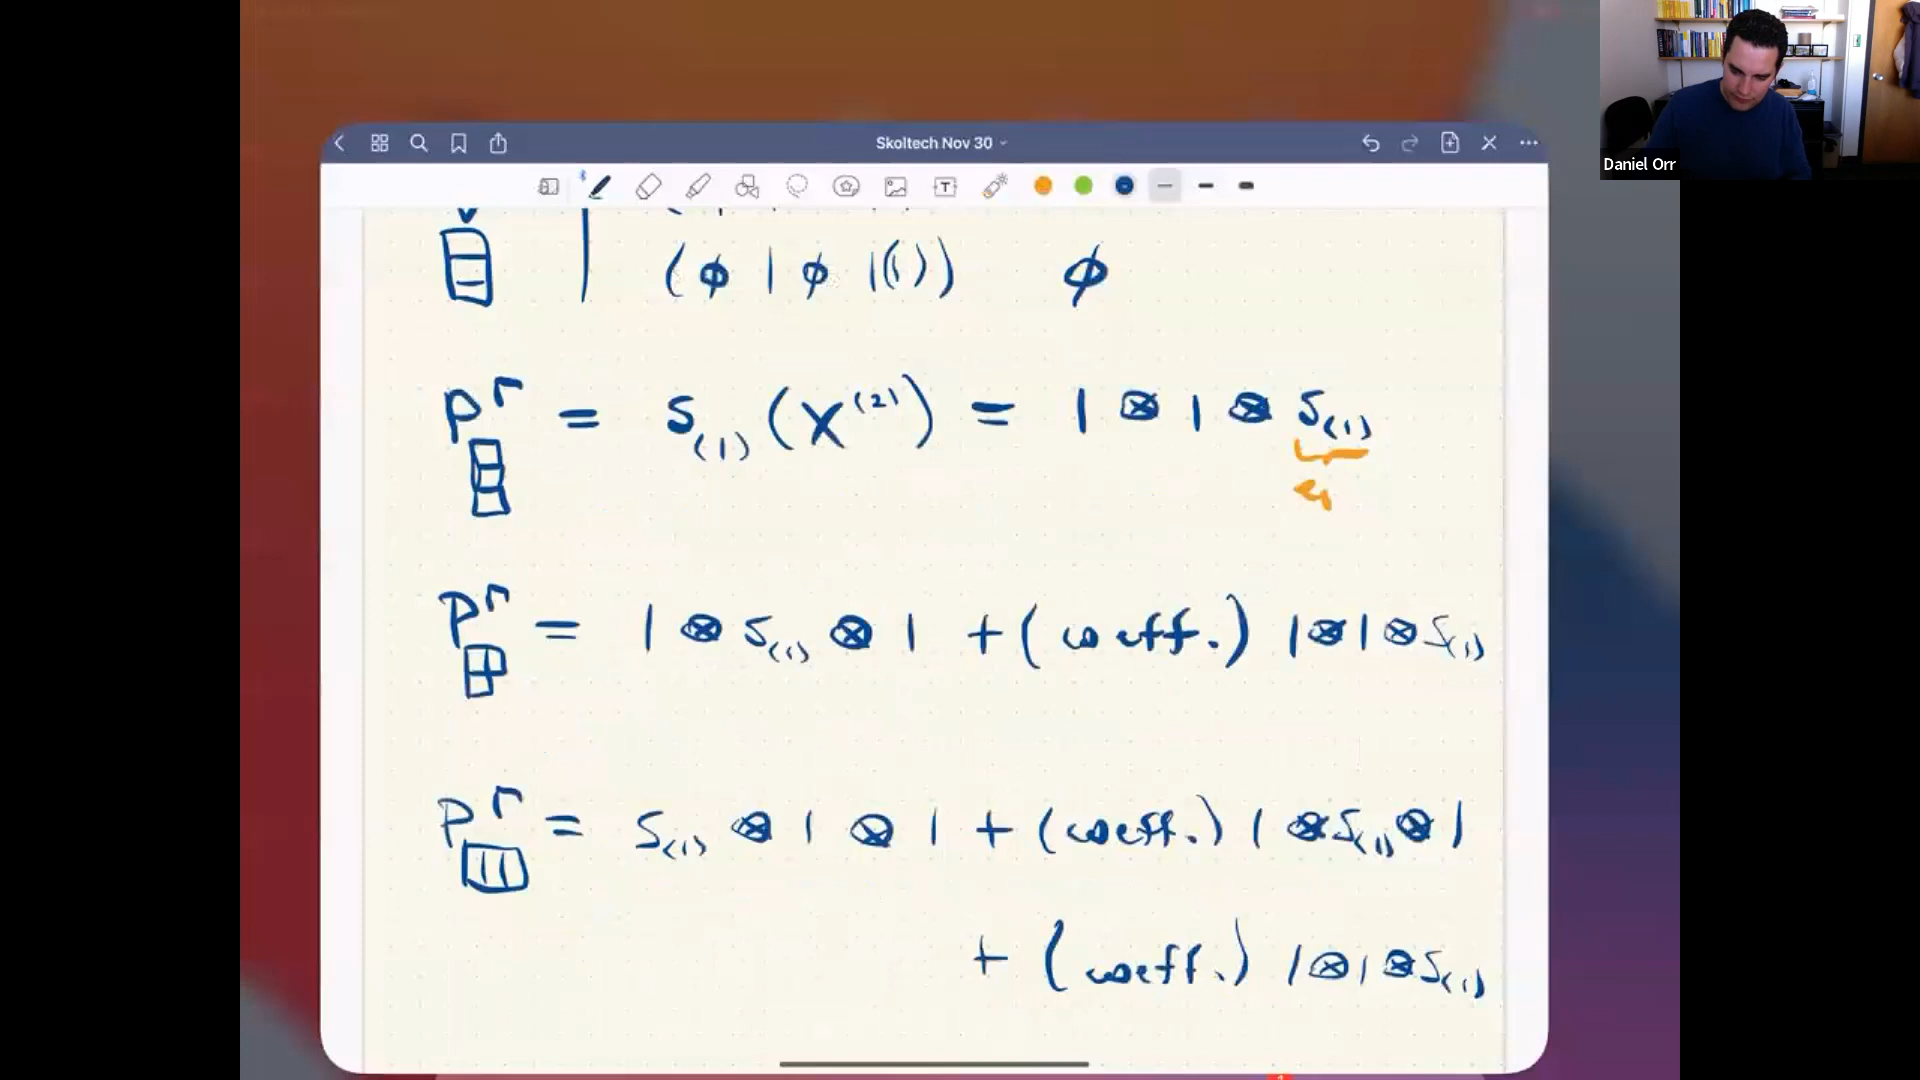 Skoltech Nov 30
Daniel Orr
(ϕ | ϕ |(1)) ϕ
P^Γ = s_(1) (X^(2)) = 1 ⊗ 1 ⊗ s_(1)
e_1
P^Γ = 1 ⊗ s_(1) ⊗ 1 + (coeff.) 1⊗1⊗s_(1)
P^Γ = s_(1) ⊗ 1 ⊗ 1 + (coeff.) 1 ⊗ s_(1) ⊗ 1
+ (coeff.) 1⊗1⊗s_(1)